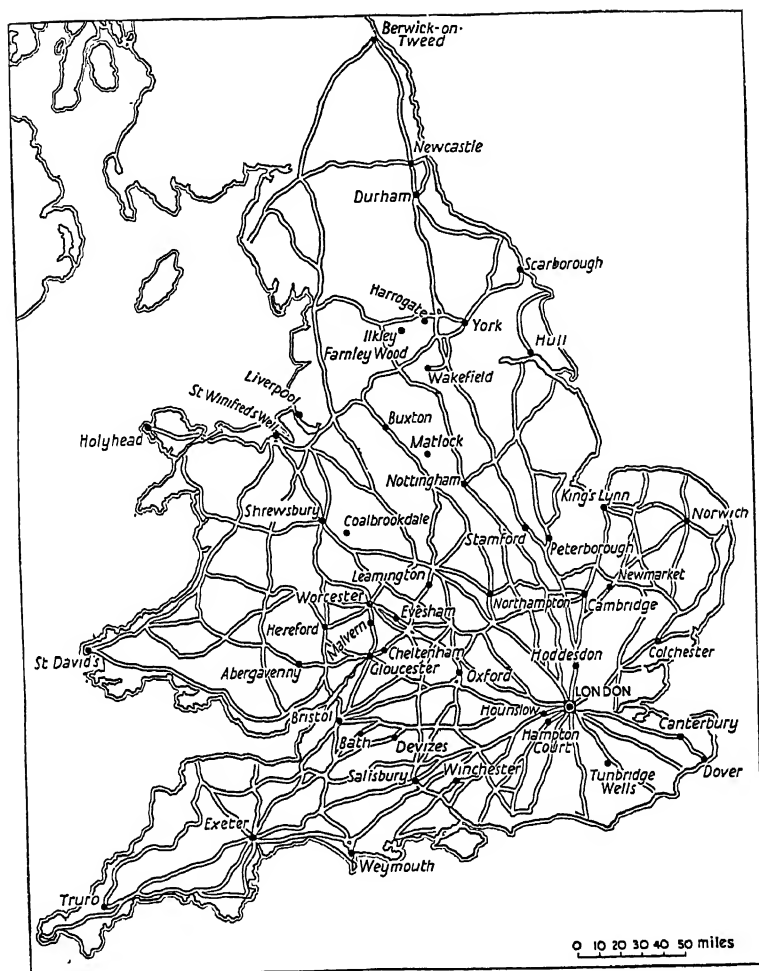 Berwick-on-
Tweed
Newcastle
Durham
Scarborough
Harrogate
York
Ilkley
Farnley Wood
Hull
Wakefield
Liverpool
St Winifred's Well
Buxton
Holyhead
Matlock
Nottingham
King's Lynn
Norwich
Shrewsbury
Coalbrookdale
Stamford
Peterborough
Leamington
Newmarket
Worcester
Evesham
Northampton
Cambridge
Hereford
Malvern
St David's
Cheltenham
Hoddesdon
Colchester
Abergavenny
Gloucester
Oxford
LONDON
Bristol
Hounslow
Canterbury
Bath
Devizes
Hampton
Court
Salisbury
Winchester
Tunbridge
Wells
Dover
Exeter
Weymouth
Truro
0 10 20 30 40 50 miles